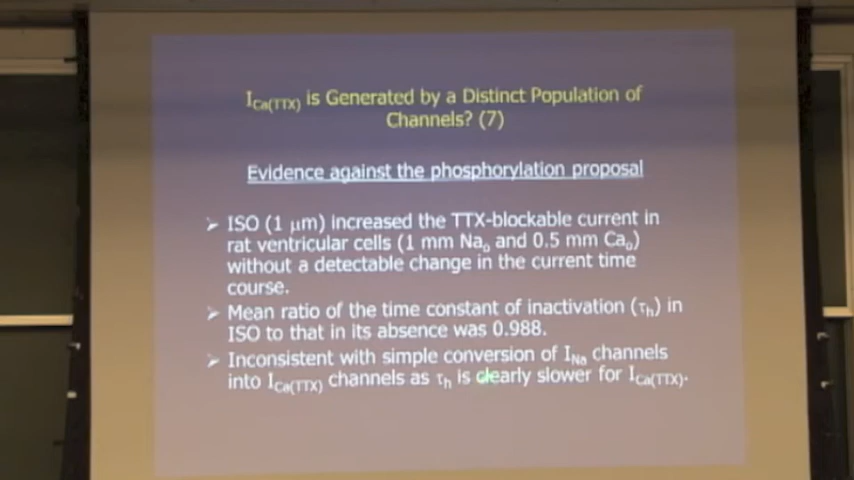 I_Ca(TTX) is Generated by a Distinct Population of
Channels? (7)
Evidence against the phosphorylation proposal
➢ ISO (1 μm) increased the TTX-blockable current in
rat ventricular cells (1 mm Na_o and 0.5 mm Ca_o)
without a detectable change in the current time
course.
➢ Mean ratio of the time constant of inactivation (τ_h) in
ISO to that in its absence was 0.988.
➢ Inconsistent with simple conversion of I_Na channels
into I_Ca(TTX) channels as τ_h is clearly slower for I_Ca(TTX).